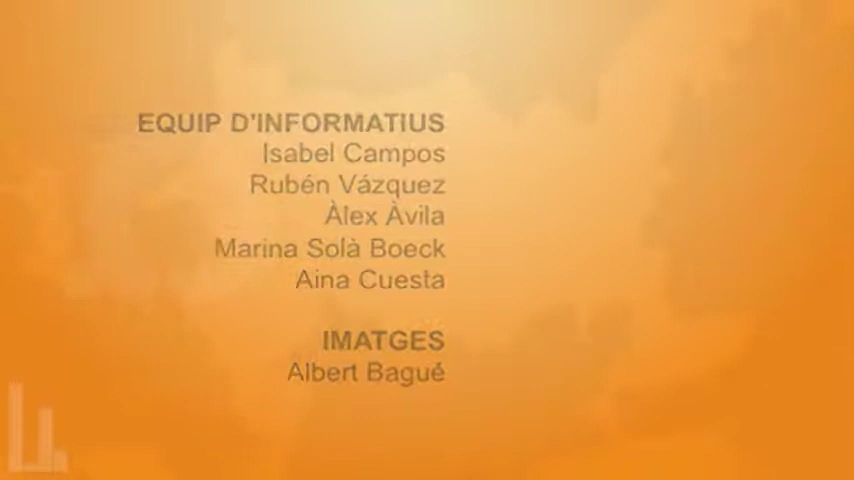 EQUIP D'INFORMATIUS
Isabel Campos
Rubén Vázquez
Àlex Àvila
Marina Solà Boeck
Aina Cuesta
IMATGES
Albert Bagué